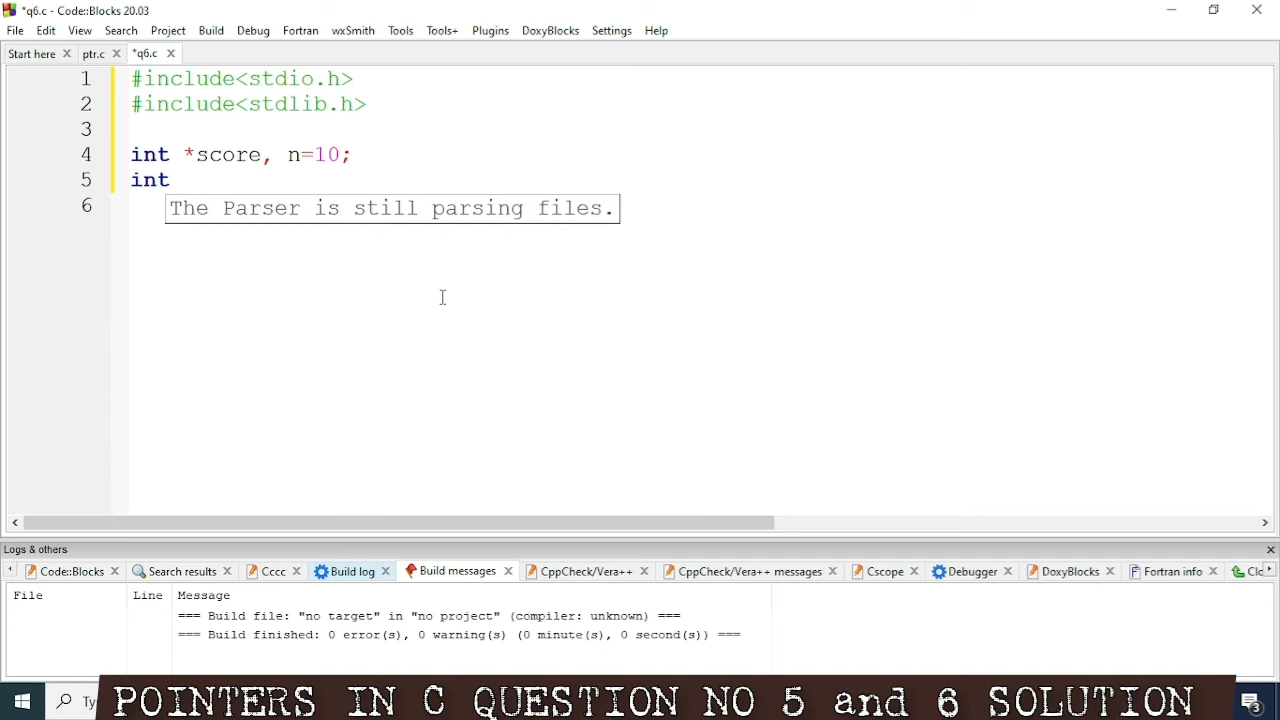 *q6.c - Code::Blocks 20.03
File Edit View Search Project Build Debug Fortran wxSmith Tools Tools+ Plugins DoxyBlocks Settings Help
Start here ptr.c *q6.c
1 #include<stdio.h>
2 #include<stdlib.h>
3
4 int *score, n=10;
5 int
6
The Parser is still parsing files.
Logs & others
Code::Blocks Search results Cccc Build log Build messages CppCheck/Vera++ CppCheck/Vera++ messages Cscope Debugger DoxyBlocks Fortran info Clo
File Line Message
=== Build file: "no target" in "no project" (compiler: unknown) ===
=== Build finished: 0 error(s), 0 warning(s) (0 minute(s), 0 second(s)) ===
Ty
POINTERS IN C QUESTION NO 5 and 6 SOLUTION
3